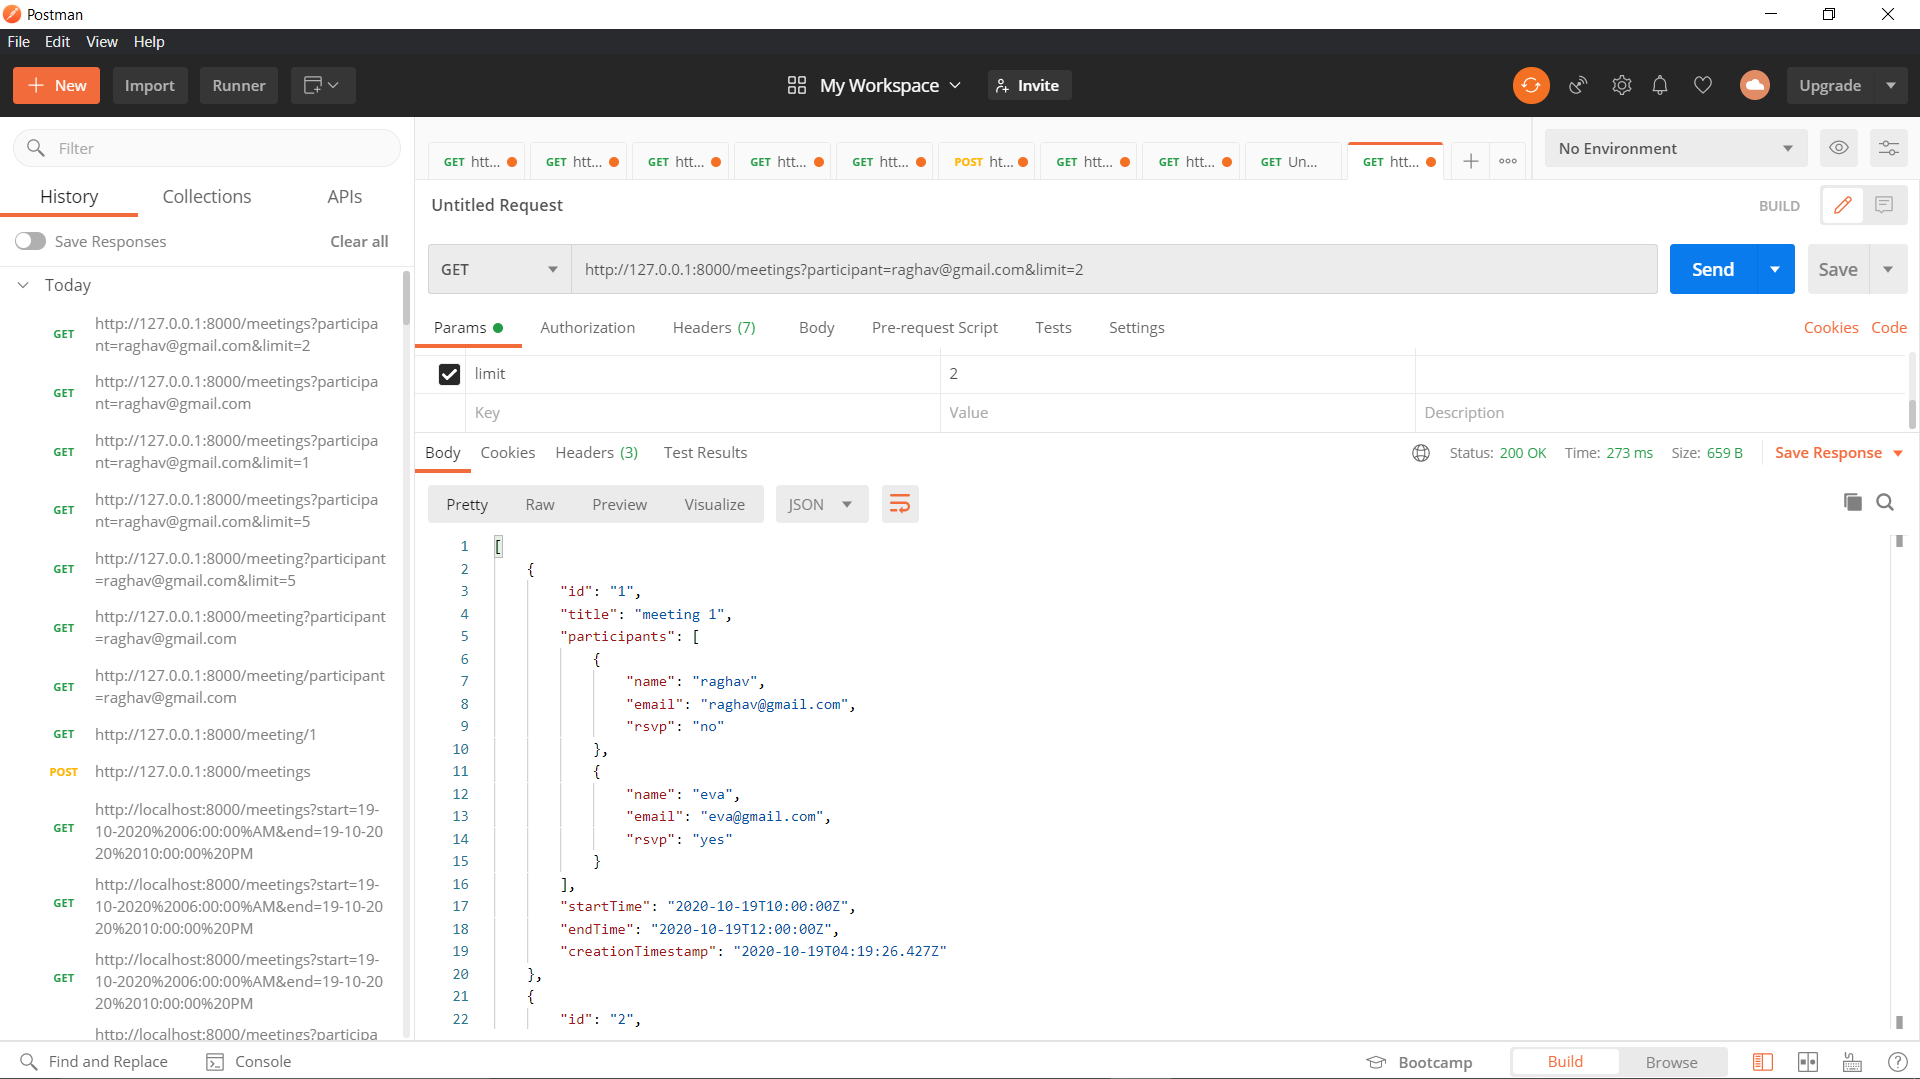 Postman
File Edit View Help
New Import Runner My Workspace Invite Upgrade
Filter
History Collections APIs
Save Responses Clear all
Today
GET http://127.0.0.1:8000/meetings?participa
nt=raghav@gmail.com&limit=2
GET http://127.0.0.1:8000/meetings?participa
nt=raghav@gmail.com
GET http://127.0.0.1:8000/meetings?participa
nt=raghav@gmail.com&limit=1
GET http://127.0.0.1:8000/meetings?participa
nt=raghav@gmail.com&limit=5
GET http://127.0.0.1:8000/meeting?participant
=raghav@gmail.com&limit=5
GET http://127.0.0.1:8000/meeting?participant
=raghav@gmail.com
GET http://127.0.0.1:8000/meeting/participant
=raghav@gmail.com
GET http://127.0.0.1:8000/meeting/1
POST http://127.0.0.1:8000/meetings
GET http://localhost:8000/meetings?start=19-
10-2020%2006:00:00%AM&end=19-10-20
20%2010:00:00%20PM
GET http://localhost:8000/meetings?start=19-
10-2020%2006:00:00%AM&end=19-10-20
20%2010:00:00%20PM
GET http://localhost:8000/meetings?start=19-
10-2020%2006:00:00%AM&end=19-10-20
20%2010:00:00%20PM
http://localhost:8000/meetings?participa
GET htt... GET htt... GET htt... GET htt... GET htt... POST ht... GET htt... GET htt... GET Un... GET htt... No Environment
Untitled Request BUILD
GET http://127.0.0.1:8000/meetings?participant=raghav@gmail.com&limit=2 Send Save
Params Authorization Headers (7) Body Pre-request Script Tests Settings Cookies Code
limit 2
Key Value Description
Body Cookies Headers (3) Test Results Status: 200 OK Time: 273 ms Size: 659 B Save Response
Pretty Raw Preview Visualize JSON
1 [
2 {
3 "id": "1",
4 "title": "meeting 1",
5 "participants": [
6 {
7 "name": "raghav",
8 "email": "raghav@gmail.com",
9 "rsvp": "no"
10 },
11 {
12 "name": "eva",
13 "email": "eva@gmail.com",
14 "rsvp": "yes"
15 }
16 ],
17 "startTime": "2020-10-19T10:00:00Z",
18 "endTime": "2020-10-19T12:00:00Z",
19 "creationTimestamp": "2020-10-19T04:19:26.427Z"
20 },
21 {
22 "id": "2",
Find and Replace Console Bootcamp Build Browse